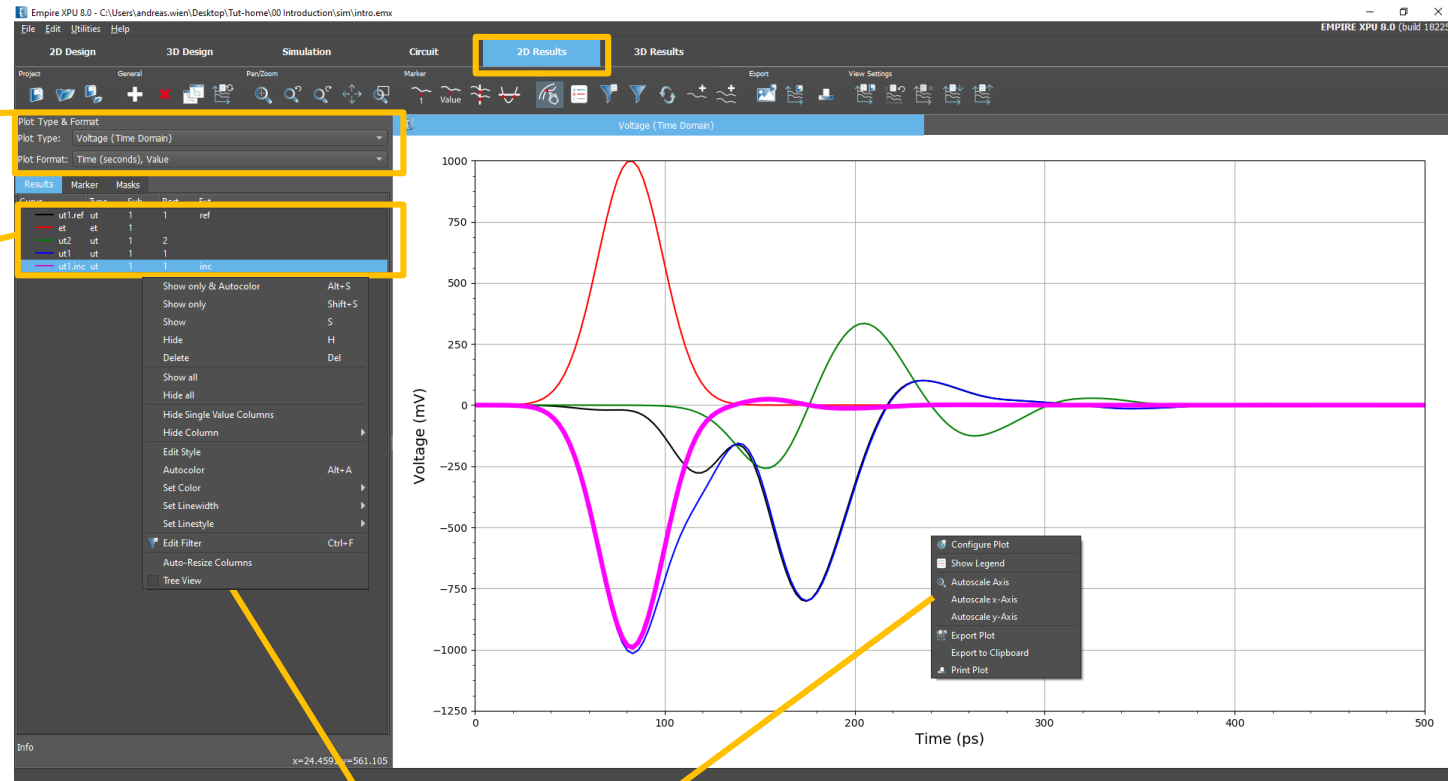 Empire XPU 8.0 - C:\Users\andreas.wien\Desktop\Tut-home\00 Introduction\sim\intro.emx
File Edit Utilities Help
EMPIRE XPU 8.0 (build 18225
2D Design 3D Design Simulation Circuit 2D Results 3D Results
Project General Pan/Zoom Marker Export View Settings
1 Value
Plot Type & Format
Plot Type: Voltage (Time Domain)
Plot Format: Time (seconds), Value
Voltage (Time Domain)
Results Marker Masks
Curve Type Sub Port Ext
ut1.ref ut 1 1 ref
et et 1
ut2 ut 1 2
ut1 ut 1 1
ut1.inc ut 1 1 inc
Show only & Autocolor Alt+S
Show only Shift+S
Show S
Hide H
Delete Del
Show all
Hide all
Hide Single Value Columns
Hide Column
Edit Style
Autocolor Alt+A
Set Color
Set Linewidth
Set Linestyle
Edit Filter Ctrl+F
Auto-Resize Columns
Tree View
1000
750
500
250
0
−250
−500
−750
−1000
−1250
Voltage (mV)
0 100 200 300 400 500
Time (ps)
Configure Plot
Show Legend
Autoscale Axis
Autoscale x-Axis
Autoscale y-Axis
Export Plot
Export to Clipboard
Print Plot
Info
=561.105